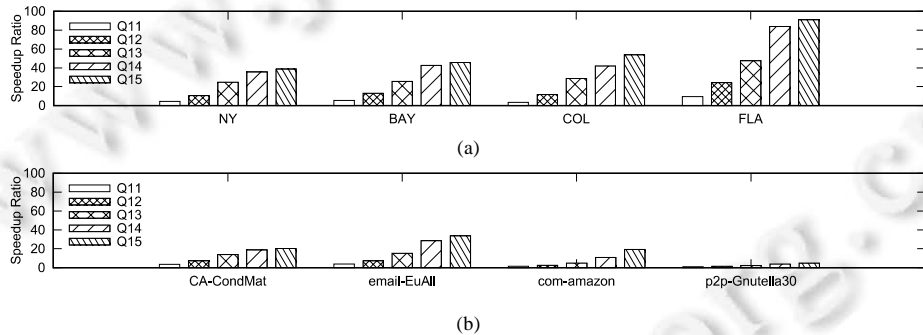 100
80
60
40
20
0
Speedup Ratio
Q11
Q12
Q13
Q14
Q15
NY BAY COL FLA
(a)
100
80
60
40
20
0
Speedup Ratio
Q11
Q12
Q13
Q14
Q15
CA-CondMat email-EuAll com-amazon p2p-Gnutella30
(b)